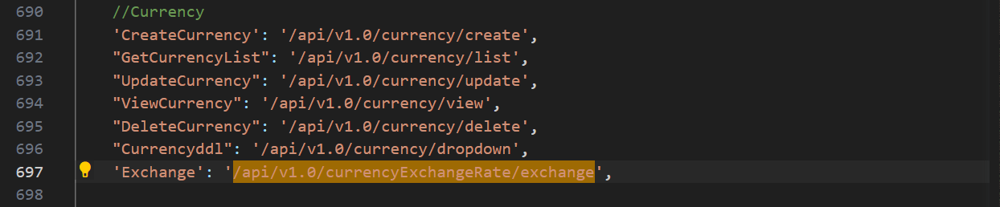 690 //Currency
691 'CreateCurrency': '/api/v1.0/currency/create',
692 "GetCurrencyList": '/api/v1.0/currency/list',
693 "UpdateCurrency": '/api/v1.0/currency/update',
694 "ViewCurrency": '/api/v1.0/currency/view',
695 "DeleteCurrency": '/api/v1.0/currency/delete',
696 "Currencyddl": '/api/v1.0/currency/dropdown',
697 'Exchange': '/api/v1.0/currencyExchangeRate/exchange',
698